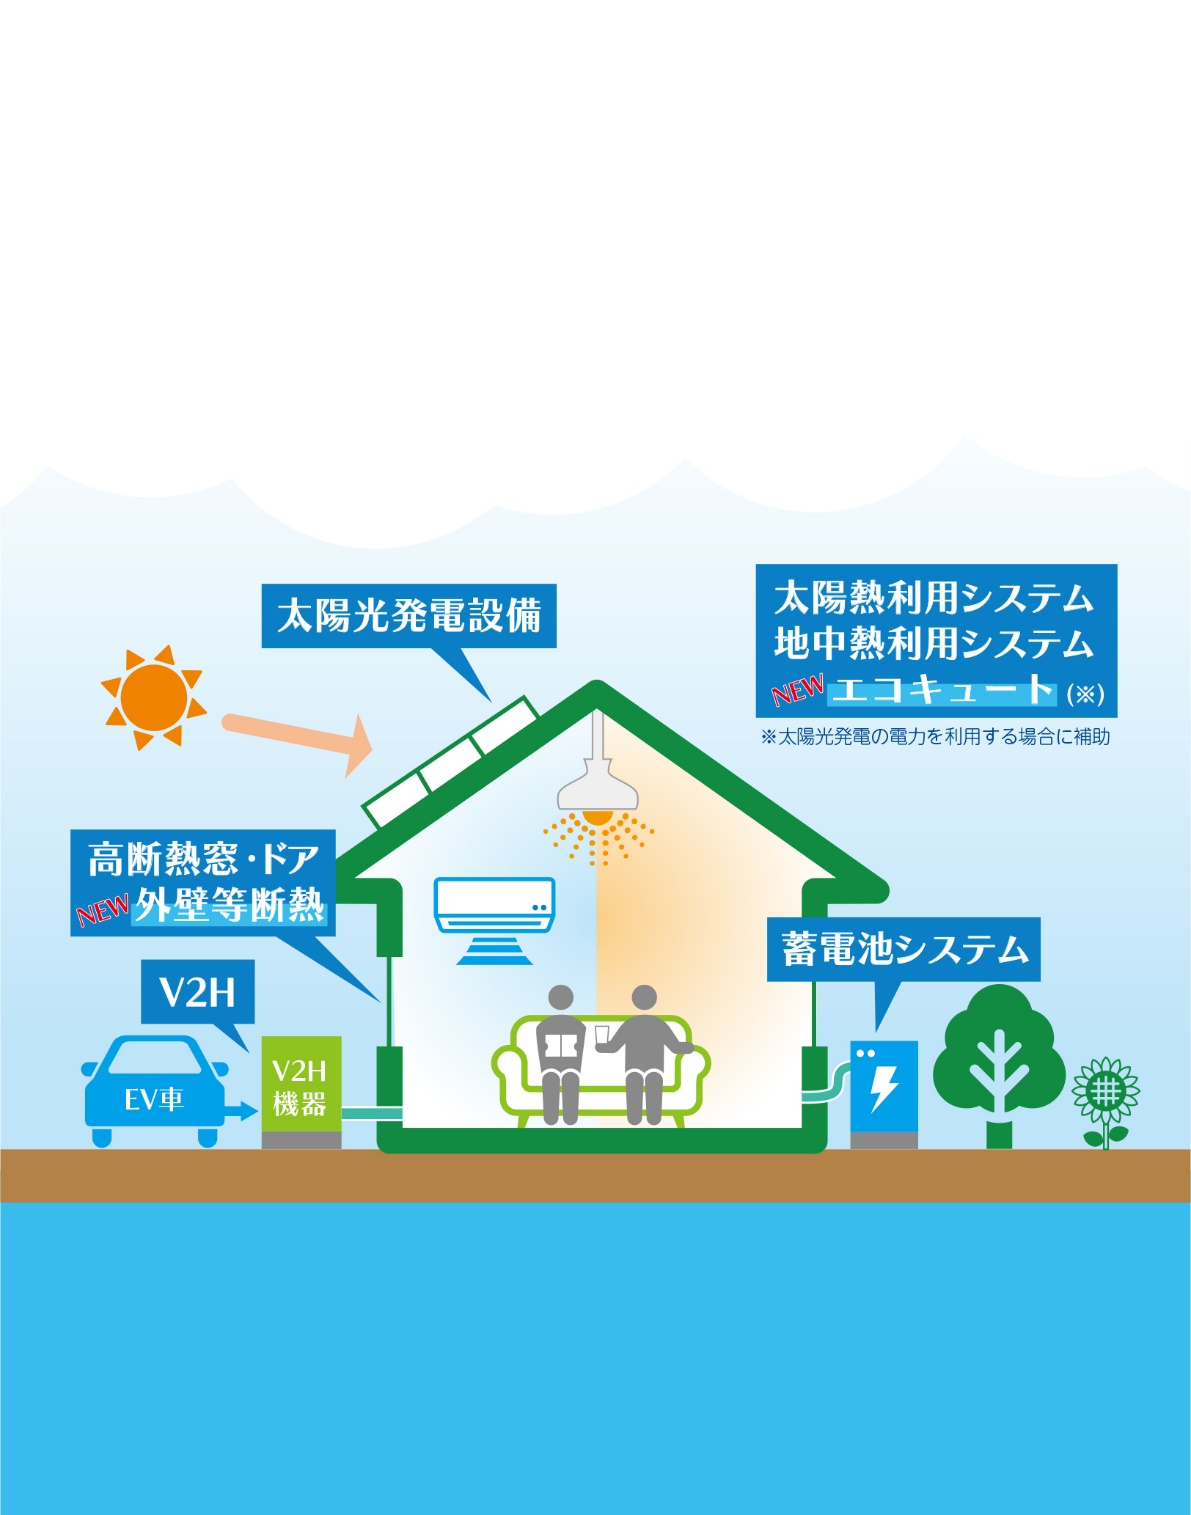 太陽光発電設備
太陽熱利用システム
地中熱利用システム
NEW エコキュート (※)
※太陽光発電の電力を利用する場合に補助
高断熱窓・ドア
NEW 外壁等断熱
V2H
蓄電池システム
EV車
V2H
機器